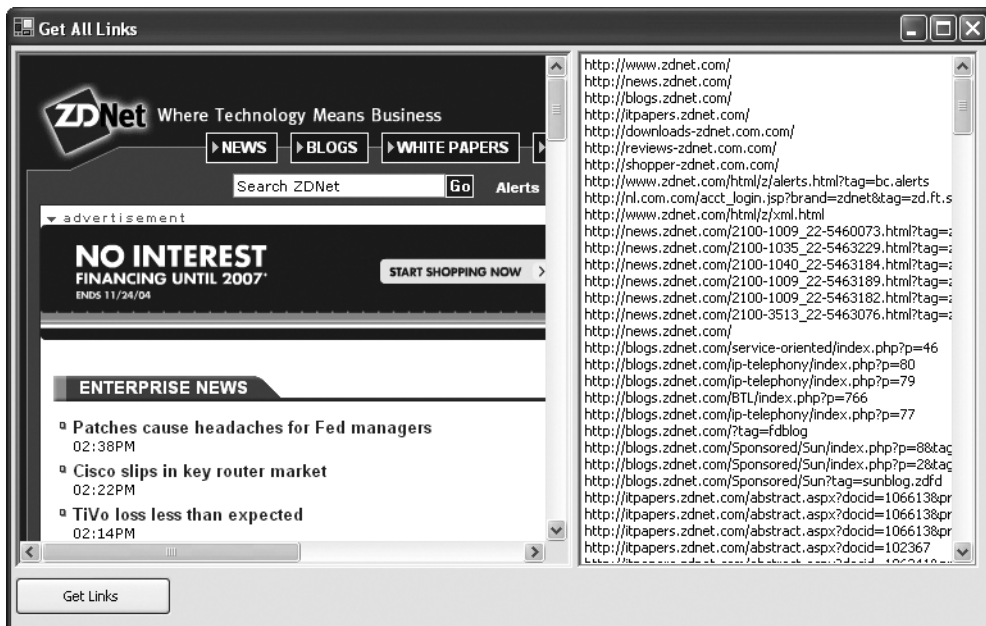 Get All Links
ZDNet Where Technology Means Business
NEWS BLOGS WHITE PAPERS
Search ZDNet Go Alerts
advertisement
NO INTEREST
FINANCING UNTIL 2007*
ENDS 11/24/04
START SHOPPING NOW
ENTERPRISE NEWS
Patches cause headaches for Fed managers
02:38PM
Cisco slips in key router market
02:22PM
TiVo loss less than expected
02:14PM
http://www.zdnet.com/
http://news.zdnet.com/
http://blogs.zdnet.com/
http://itpapers.zdnet.com/
http://downloads-zdnet.com.com/
http://reviews-zdnet.com.com/
http://shopper-zdnet.com.com/
http://www.zdnet.com/html/z/alerts.html?tag=bc.alerts
http://nl.com.com/acct_login.jsp?brand=zdnet&tag=zd.ft.s
http://www.zdnet.com/html/z/xml.html
http://news.zdnet.com/2100-1009_22-5460073.html?tag=z
http://news.zdnet.com/2100-1035_22-5463229.html?tag=z
http://news.zdnet.com/2100-1040_22-5463184.html?tag=z
http://news.zdnet.com/2100-1009_22-5463189.html?tag=z
http://news.zdnet.com/2100-1009_22-5463182.html?tag=z
http://news.zdnet.com/2100-3513_22-5463076.html?tag=z
http://news.zdnet.com/
http://blogs.zdnet.com/service-oriented/index.php?p=46
http://blogs.zdnet.com/ip-telephony/index.php?p=80
http://blogs.zdnet.com/ip-telephony/index.php?p=79
http://blogs.zdnet.com/BTL/index.php?p=766
http://blogs.zdnet.com/ip-telephony/index.php?p=77
http://blogs.zdnet.com/?tag=fdblog
http://blogs.zdnet.com/Sponsored/Sun/index.php?p=8&tag
http://blogs.zdnet.com/Sponsored/Sun/index.php?p=2&tag
http://blogs.zdnet.com/Sponsored/Sun?tag=sunblog.zdfd
http://itpapers.zdnet.com/abstract.aspx?docid=106613&pr
http://itpapers.zdnet.com/abstract.aspx?docid=106613&pr
http://itpapers.zdnet.com/abstract.aspx?docid=106613&pr
http://itpapers.zdnet.com/abstract.aspx?docid=102367
Get Links